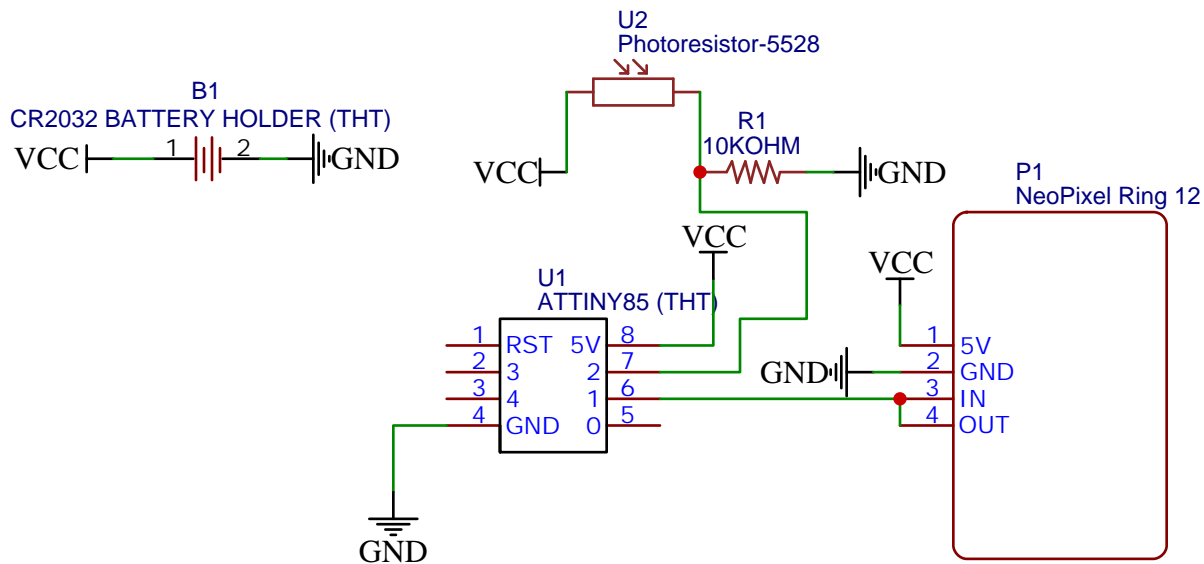 B1
CR2032 BATTERY HOLDER (THT)
VCC 1 2 GND
U2
Photoresistor-5528
VCC
R1
10KOHM
GND
VCC
U1
ATTINY85 (THT)
1 RST 5V 8
2 3 2 7
3 4 1 6
4 GND 0 5
GND
P1
NeoPixel Ring 12
VCC
1 5V
GND 2 GND
3 IN
4 OUT